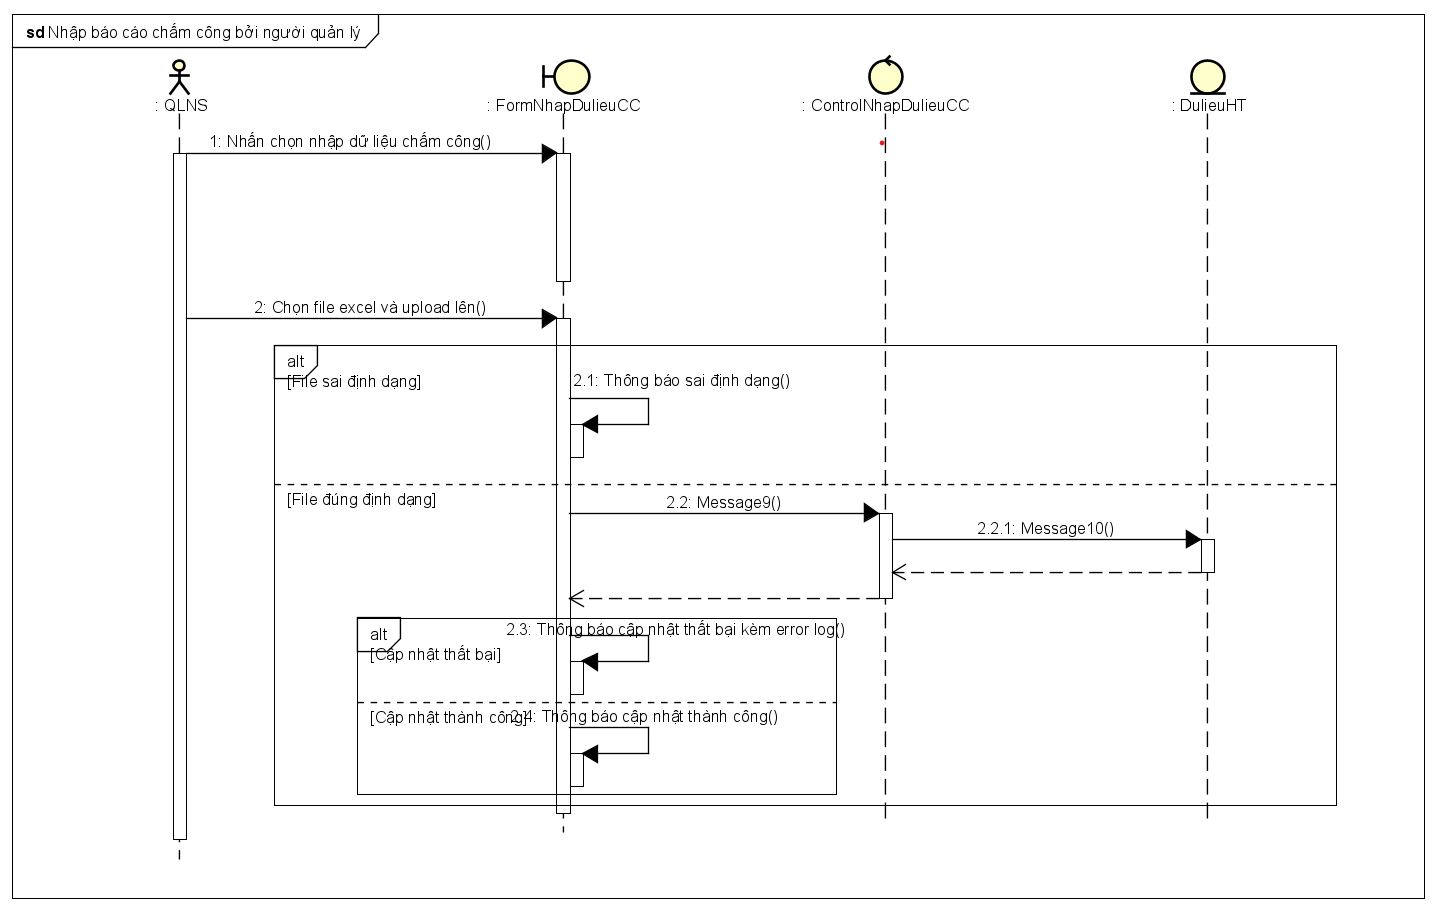 sd Nhập báo cáo chấm công bởi người quản lý
: QLNS
: FormNhapDulieuCC
: ControlNhapDulieuCC
: DulieuHT
1: Nhấn chọn nhập dữ liệu chấm công()
2: Chọn file excel và upload lên()
alt
[File sai định dạng]
2.1: Thông báo sai định dạng()
[File đúng định dạng]
2.2: Message9()
2.2.1: Message10()
alt
2.3: Thông báo cập nhật thất bại kèm error log()
[Cập nhật thất bại]
[Cập nhật thành công]
2.4: Thông báo cập nhật thành công()